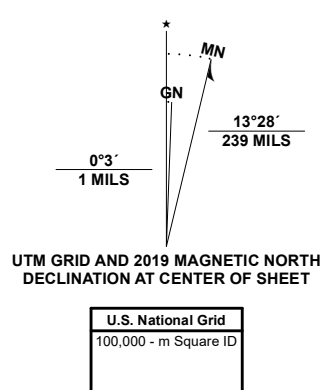 ★
MN
GN
13°28´
239 MILS
0°3´
1 MILS
UTM GRID AND 2019 MAGNETIC NORTH
DECLINATION AT CENTER OF SHEET
U.S. National Grid
100,000 - m Square ID